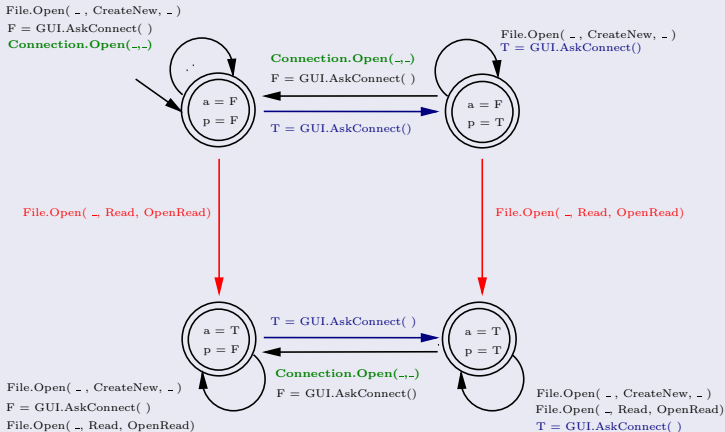 File.Open( _ , CreateNew, _ )
F = GUI.AskConnect( )
Connection.Open(_,_)
Connection.Open(_,_)
F = GUI.AskConnect( )
File.Open( _ , CreateNew, _ )
T = GUI.AskConnect()
a = F
p = F
T = GUI.AskConnect()
a = F
p = T
File.Open( _, Read, OpenRead)
File.Open( _, Read, OpenRead)
a = T
p = F
T = GUI.AskConnect( )
Connection.Open(_,_)
F = GUI.AskConnect()
a = T
p = T
File.Open( _ , CreateNew, _ )
F = GUI.AskConnect( )
File.Open( _, Read, OpenRead)
File.Open( _ , CreateNew, _ )
File.Open( _, Read, OpenRead)
T = GUI.AskConnect( )